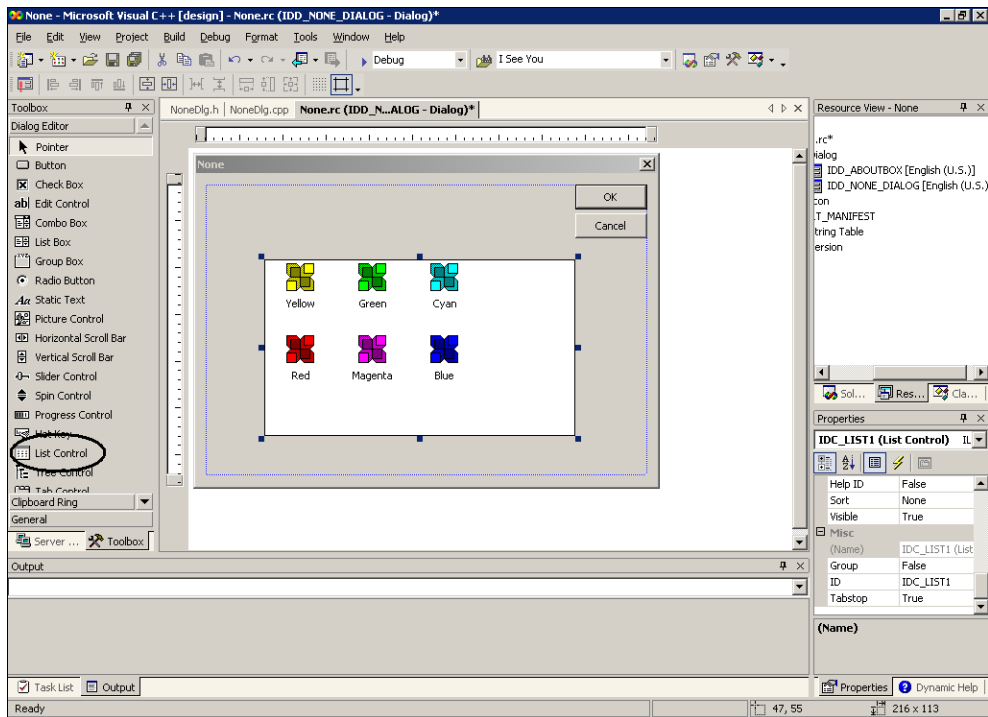 None - Microsoft Visual C++ [design] - None.rc (IDD_NONE_DIALOG - Dialog)*
File Edit View Project Build Debug Format Tools Window Help
Debug I See You
Toolbox
Dialog Editor
Pointer
Button
Check Box
ab| Edit Control
Combo Box
List Box
Group Box
Radio Button
Aa Static Text
Picture Control
Horizontal Scroll Bar
Vertical Scroll Bar
Slider Control
Spin Control
Progress Control
Hot Key
List Control
Tree Control
Tab Control
Clipboard Ring
General
Server ... Toolbox
NoneDlg.h NoneDlg.cpp None.rc (IDD_N...ALOG - Dialog)*
None
OK
Cancel
Yellow Green Cyan
Red Magenta Blue
Resource View - None
.rc*
ialog
IDD_ABOUTBOX [English (U.S.)]
IDD_NONE_DIALOG [English (U.S.)
con
T_MANIFEST
tring Table
ersion
Sol... Res... Cla...
Properties
IDC_LIST1 (List Control) IL
Help ID False
Sort None
Visible True
Misc
(Name) IDC_LIST1 (List
Group False
ID IDC_LIST1
Tabstop True
(Name)
Properties Dynamic Help
Output
Task List Output
Ready 47, 55 216 x 113